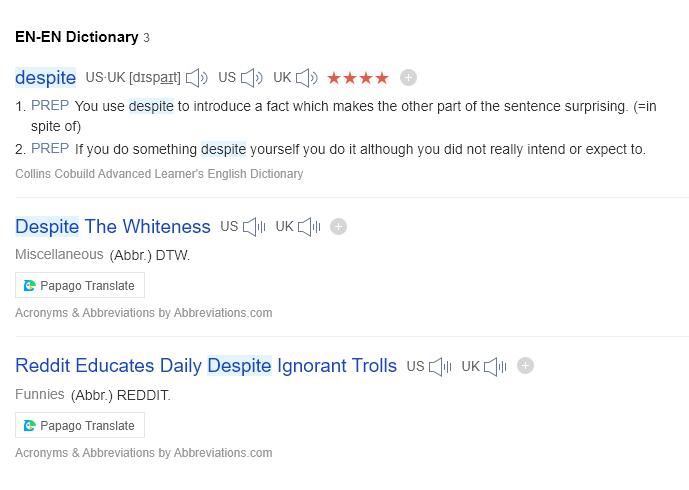 EN-EN Dictionary 3
despite US·UK [dɪspaɪt] US UK ★★★★
1. PREP You use despite to introduce a fact which makes the other part of the sentence surprising. (=in
spite of)
2. PREP If you do something despite yourself you do it although you did not really intend or expect to.
Collins Cobuild Advanced Learner's English Dictionary
Despite The Whiteness US UK
Miscellaneous (Abbr.) DTW.
Papago Translate
Acronyms & Abbreviations by Abbreviations.com
Reddit Educates Daily Despite Ignorant Trolls US UK
Funnies (Abbr.) REDDIT.
Papago Translate
Acronyms & Abbreviations by Abbreviations.com